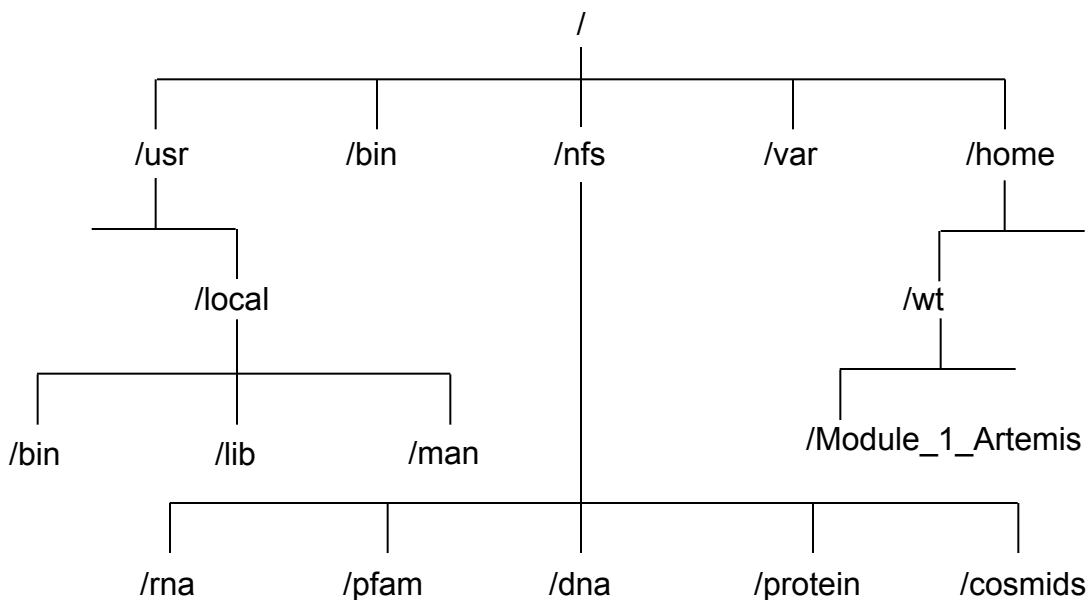 /
/usr /bin /nfs /var /home
/local /wt
/bin /lib /man /Module_1_Artemis
/rna /pfam /dna /protein /cosmids